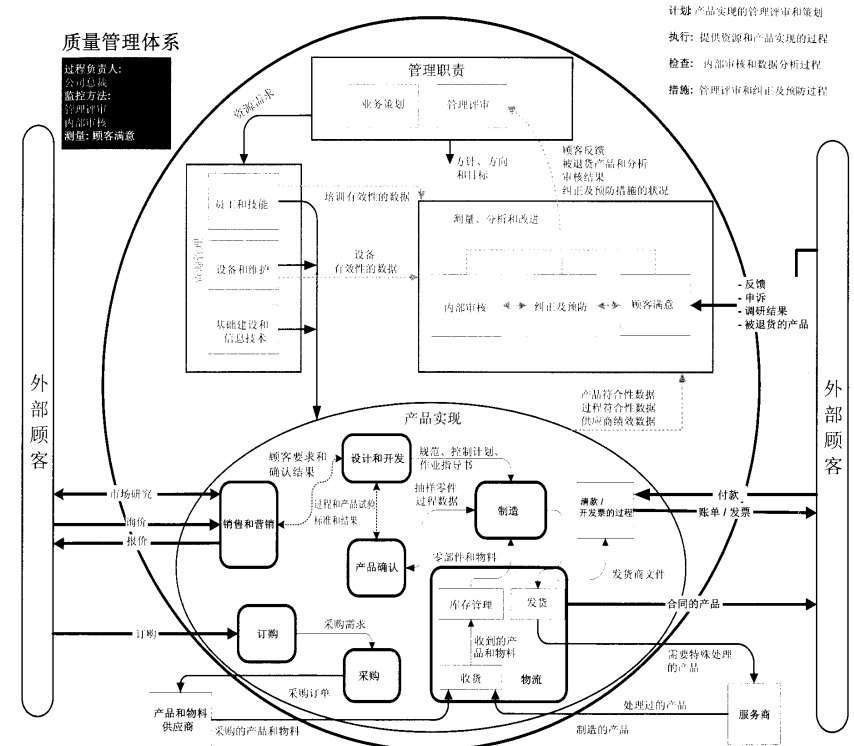 计划:产品实现的管理评审和策划
执行: 提供资源和产品实现的过程
检查: 内部审核和数据分析过程
措施: 管理评审和纠正及预防过程
质量管理体系
过程负责人:
公司总裁
监控方法:
管理评审
内部审核
测量: 顾客满意
资源需求
管理职责
业务策划
管理评审
方针、方向
和目标
顾客反馈
被退货产品和分析
审核结果
纠正及预防措施的状况
资源管理
员工和技能
设备和维护
基础建设和
信息技术
培训有效性的数据
设备
有效性的数据
测量、分析和改进
内部审核
纠正及预防
顾客满意
- 反馈
- 申诉
- 调研结果
- 被退货的产品
产品符合性数据
过程符合性数据
供应商绩效数据
外部顾客
外部顾客
产品实现
顾客要求和
确认结果
设计和开发
规范、控制计划、
作业指导书
市场研究
询价
报价
销售和营销
过程和产品试验
标准和结果
抽样零件
过程数据
制造
清款 /
开发票的过程
付款
账单 / 发票
产品确认
零部件和物料
发货商文件
库存管理
发货
合同的产品
订购
订购
采购需求
收到的产
品和物料
需要特殊处理
的产品
采购
收货
物流
采购订单
产品和物料
供应商
采购的产品和物料
处理过的产品
制造的产品
服务商